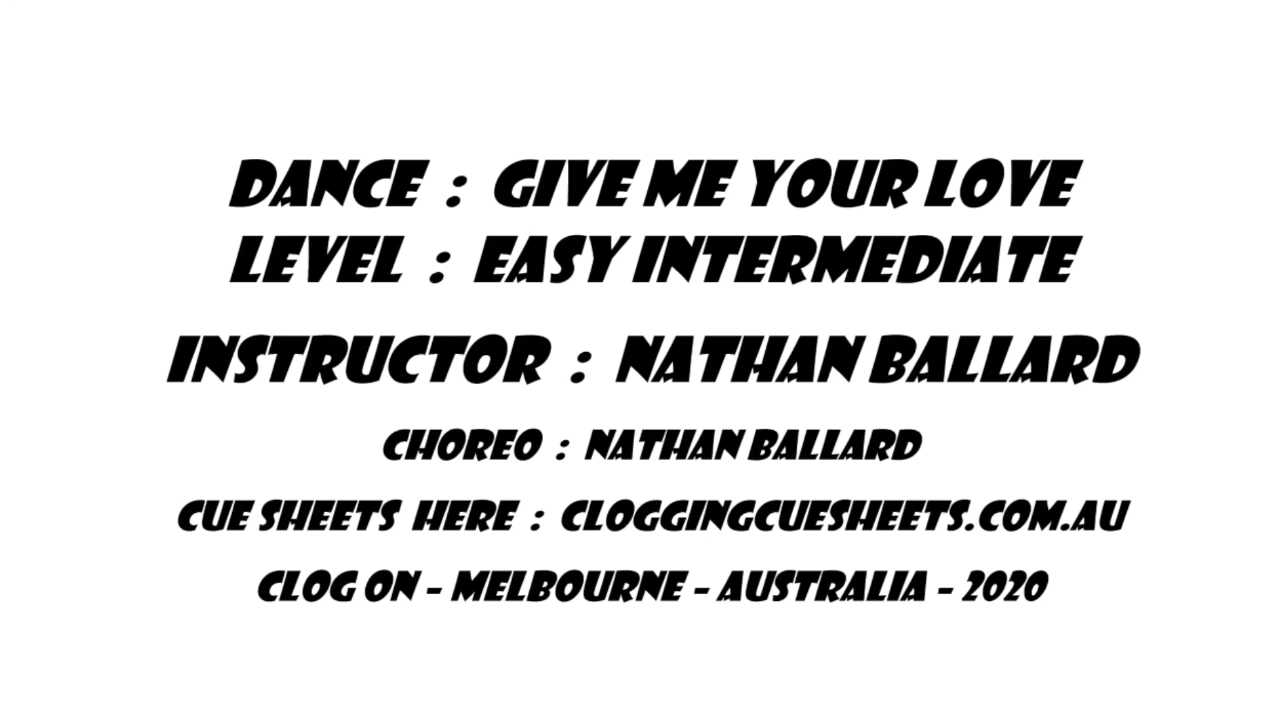 DANCE : GIVE ME YOUR LOVE
LEVEL : EASY INTERMEDIATE
INSTRUCTOR : NATHAN BALLARD
CHOREO : NATHAN BALLARD
CUE SHEETS HERE : CLOGGINGCUESHEETS.COM.AU
CLOG ON - MELBOURNE - AUSTRALIA - 2020